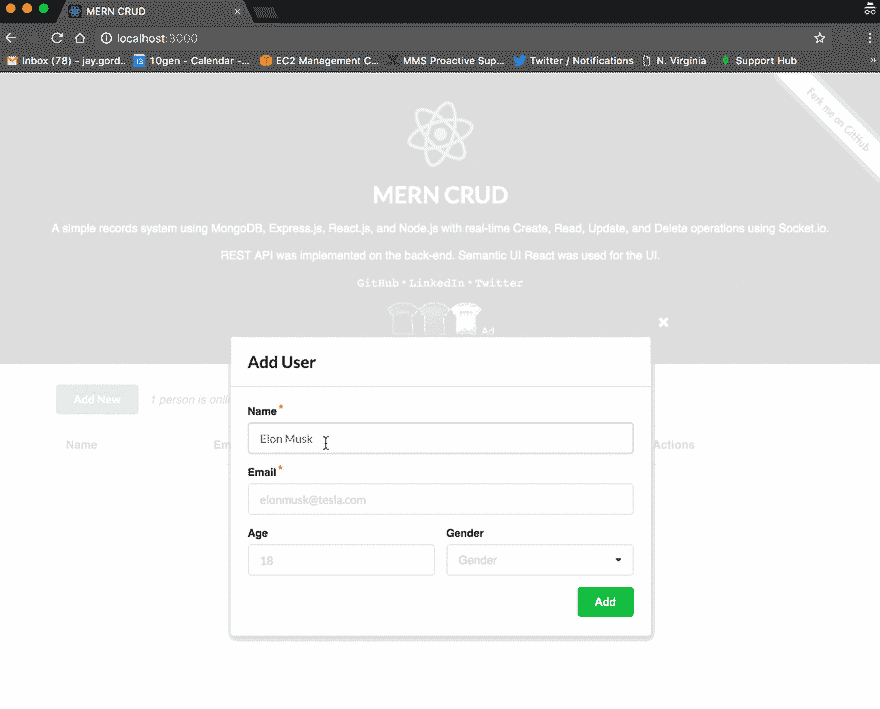 MERN CRUD
localhost:3000
Inbox (78) - jay.gord..
10gen - Calendar -...
EC2 Management C...
MMS Proactive Sup...
Twitter / Notifications
N. Virginia
Support Hub
»
Fork me on GitHub
MERN CRUD
A simple records system using MongoDB, Express.js, React.js, and Node.js with real-time Create, Read, Update, and Delete operations using Socket.io.
REST API was implemented on the back-end. Semantic UI React was used for the UI.
GitHub • LinkedIn • Twitter
Ad
Add User
Add New
1 person is onli
Name*
Elon Musk
Name
Em
Actions
Email*
elonmusk@tesla.com
Age
Gender
18
Gender
Add